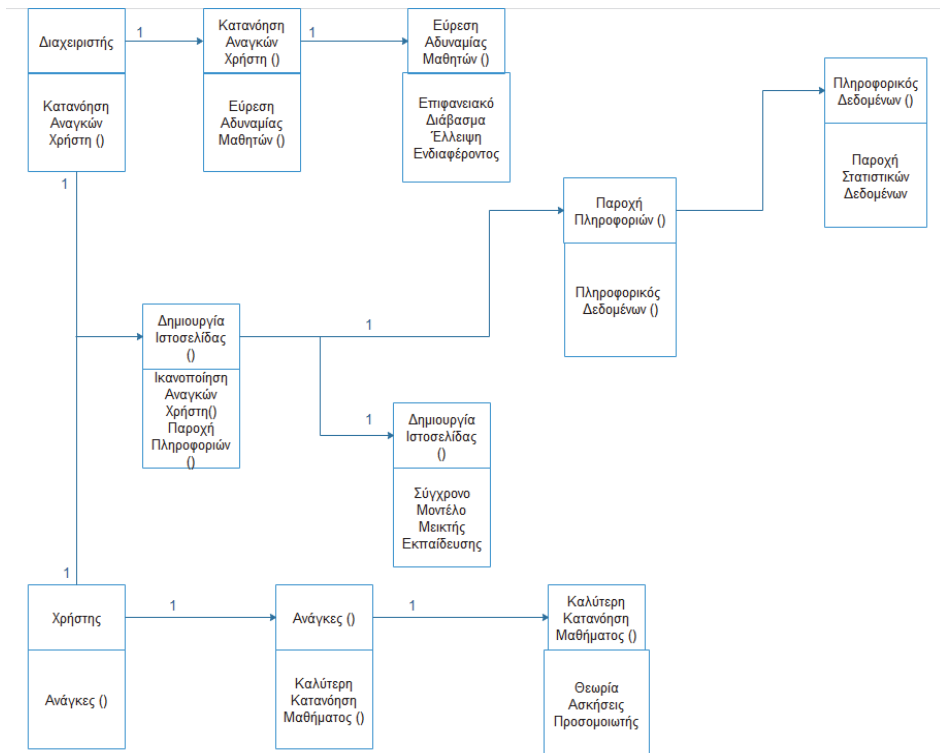 Διαχειριστής
Κατανόηση
Αναγκών
Χρήστη ()
1
1
Κατανόηση
Αναγκών
Χρήστη ()
Εύρεση
Αδυναμίας
Μαθητών ()
1
Εύρεση
Αδυναμίας
Μαθητών ()
Επιφανειακό
Διάβασμα
Έλλειψη
Ενδιαφέροντος
Πληροφορικός
Δεδομένων ()
Παροχή
Στατιστικών
Δεδομένων
Παροχή
Πληροφοριών ()
Πληροφορικός
Δεδομένων ()
Δημιουργία
Ιστοσελίδας
()
Ικανοποίηση
Αναγκών
Χρήστη()
Παροχή
Πληροφοριών
()
1
1
Δημιουργία
Ιστοσελίδας
()
Σύγχρονο
Μοντέλο
Μεικτής
Εκπαίδευσης
1
Χρήστης
Ανάγκες ()
1
Ανάγκες ()
Καλύτερη
Κατανόηση
Μαθήματος ()
1
Καλύτερη
Κατανόηση
Μαθήματος ()
Θεωρία
Ασκήσεις
Προσομοιωτής